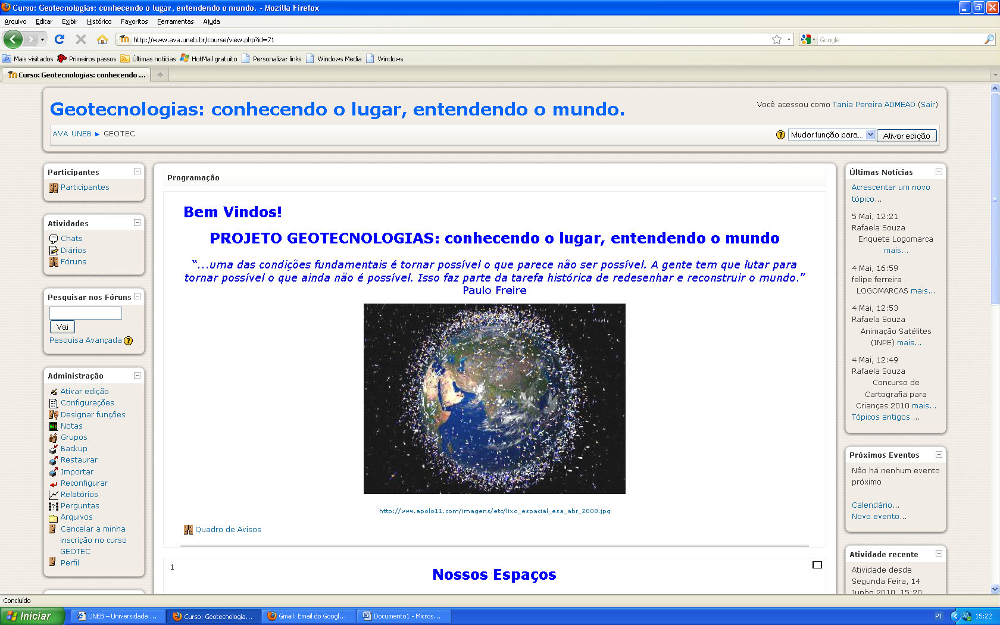 Curso: Geotecnologias: conhecendo o lugar, entendendo o mundo. - Mozilla Firefox
Arquivo Editar Exibir Histórico Favoritos Ferramentas Ajuda
http://www.ava.uneb.br/course/view.php?id=71
Google
Mais visitados Primeiros passos Últimas notícias HotMail gratuito Personalizar links Windows Media Windows
Curso: Geotecnologias: conhecendo ...
Geotecnologias: conhecendo o lugar, entendendo o mundo.
Você acessou como Tania Pereira ADMEAD (Sair)
AVA UNEB ► GEOTEC
Mudar função para... Ativar edição
Participantes
Participantes
Atividades
Chats
Diários
Fóruns
Pesquisar nos Fóruns
Vai
Pesquisa Avançada ?
Administração
Ativar edição
Configurações
Designar funções
Notas
Grupos
Backup
Restaurar
Importar
Reconfigurar
Relatórios
Perguntas
Arquivos
Cancelar a minha
inscrição no curso
GEOTEC
Perfil
Programação
Bem Vindos!
PROJETO GEOTECNOLOGIAS: conhecendo o lugar, entendendo o mundo
“...uma das condições fundamentais é tornar possível o que parece não ser possível. A gente tem que lutar para
tornar possível o que ainda não é possível. Isso faz parte da tarefa histórica de redesenhar e reconstruir o mundo.”
Paulo Freire
http://www.apolo11.com/imagens/etc/lixo_espacial_esa_abr_2008.jpg
Quadro de Avisos
1
Nossos Espaços
Últimas Notícias
Acrescentar um novo
tópico...
5 Mai, 12:21
Rafaela Souza
Enquete Logomarca
mais...
4 Mai, 16:59
felipe ferreira
LOGOMARCAS mais...
4 Mai, 12:53
Rafaela Souza
Animação Satélites
(INPE) mais...
4 Mai, 12:49
Rafaela Souza
Concurso de
Cartografia para
Crianças 2010 mais...
Tópicos antigos ...
Próximos Eventos
Não há nenhum evento
próximo
Calendário...
Novo evento...
Atividade recente
Atividade desde
Segunda Feira, 14
Junho 2010, 15:20
Concluído
Iniciar
UNEB – Universidade ...
Curso: Geotecnologia...
Gmail: Email do Googl...
Documento1 - Micros...
PT
15:22